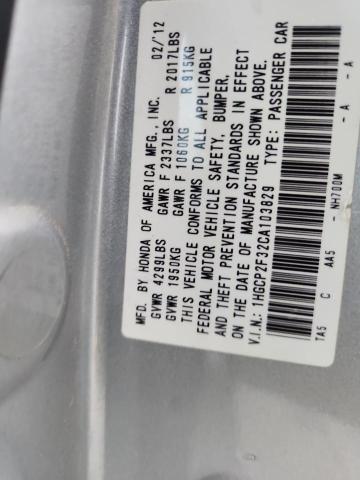 MFD. BY HONDA OF AMERICA MFG., INC. 02/'12
GVWR 4299LBS GAWR F 2337LBS R 2017LBS
GVWR 1950KG GAWR F 1060KG R 915KG
THIS VEHICLE CONFORMS TO ALL APPLICABLE
FEDERAL MOTOR VEHICLE SAFETY, BUMPER,
AND THEFT PREVENTION STANDARDS IN EFFECT
ON THE DATE OF MANUFACTURE SHOWN ABOVE.
V.I.N.: 1HGCP2F32CA103829 TYPE: PASSENGER CAR
TA5 C AA5 - NH700M - A - A